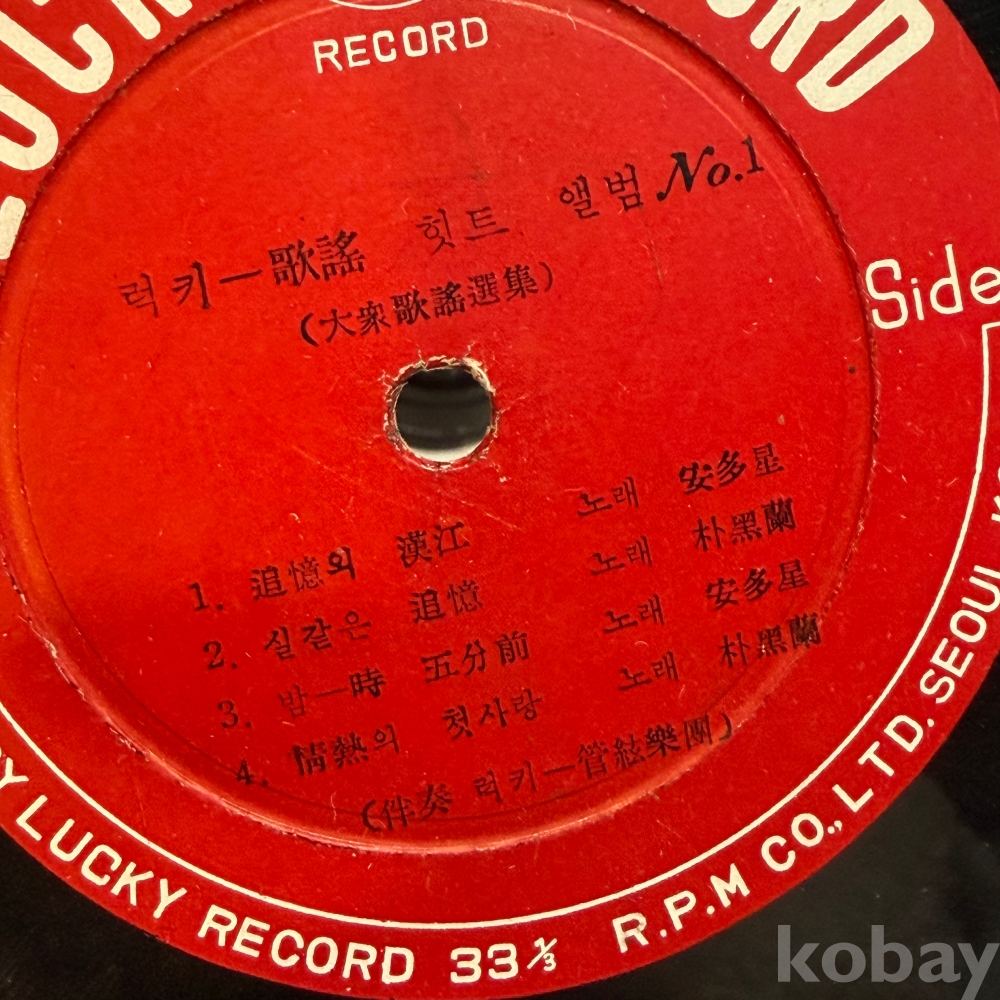 RECORD
럭키ー歌謠 힛트 앨범 No.1
(大衆歌謠選集)
Side
1. 追憶의 漢江 노래 安多星
2. 실같은 追憶 노래 朴黑蘭
3. 밤一時 五分前 노래 安多星
4. 情熱의 첫사랑 노래 朴黑蘭
(伴奏 럭키ー管絃樂團)
LUCKY RECORD 33⅓ R.P.M CO., LTD. SEOUL
kobay